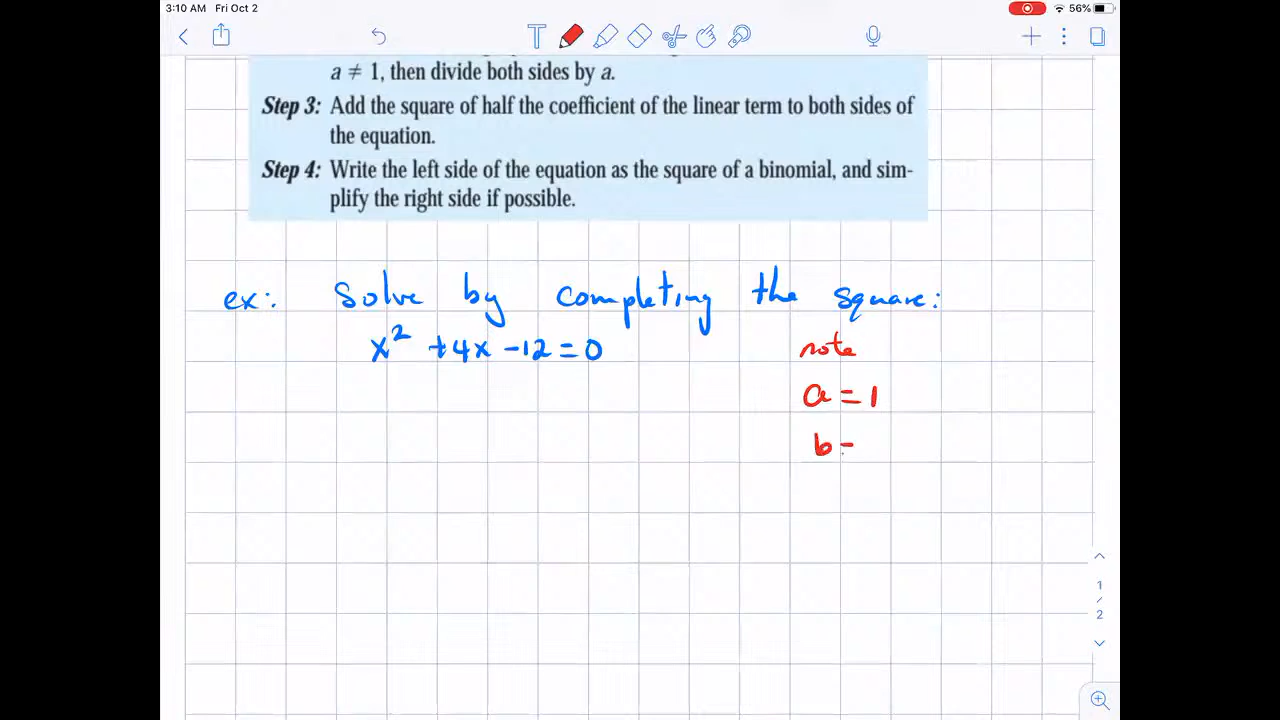 3:10 AM Fri Oct 2
56%
T
a ≠ 1, then divide both sides by a.
Step 3: Add the square of half the coefficient of the linear term to both sides of
the equation.
Step 4: Write the left side of the equation as the square of a binomial, and sim-
plify the right side if possible.
ex: Solve by completing the square:
x² +4x -12 = 0
note
a = 1
b =
1
/
2